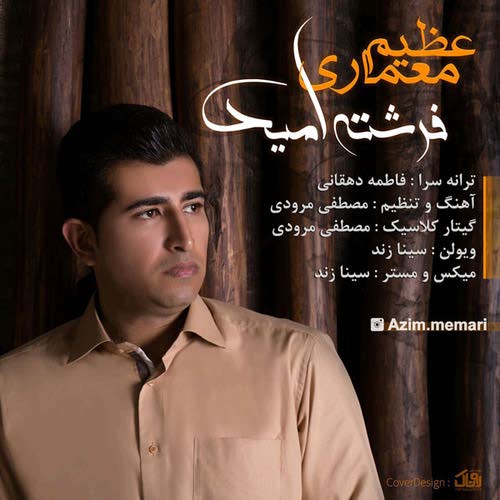 عظیم
معماری
فرشته امید
ترانه سرا : فاطمه دهقانی
آهنگ و تنظیم : مصطفی مرودی
گیتار کلاسیک : مصطفی مرودی
ویولن : سینا زند
میکس و مستر : سینا زند
Azim.memari
CoverDesign :